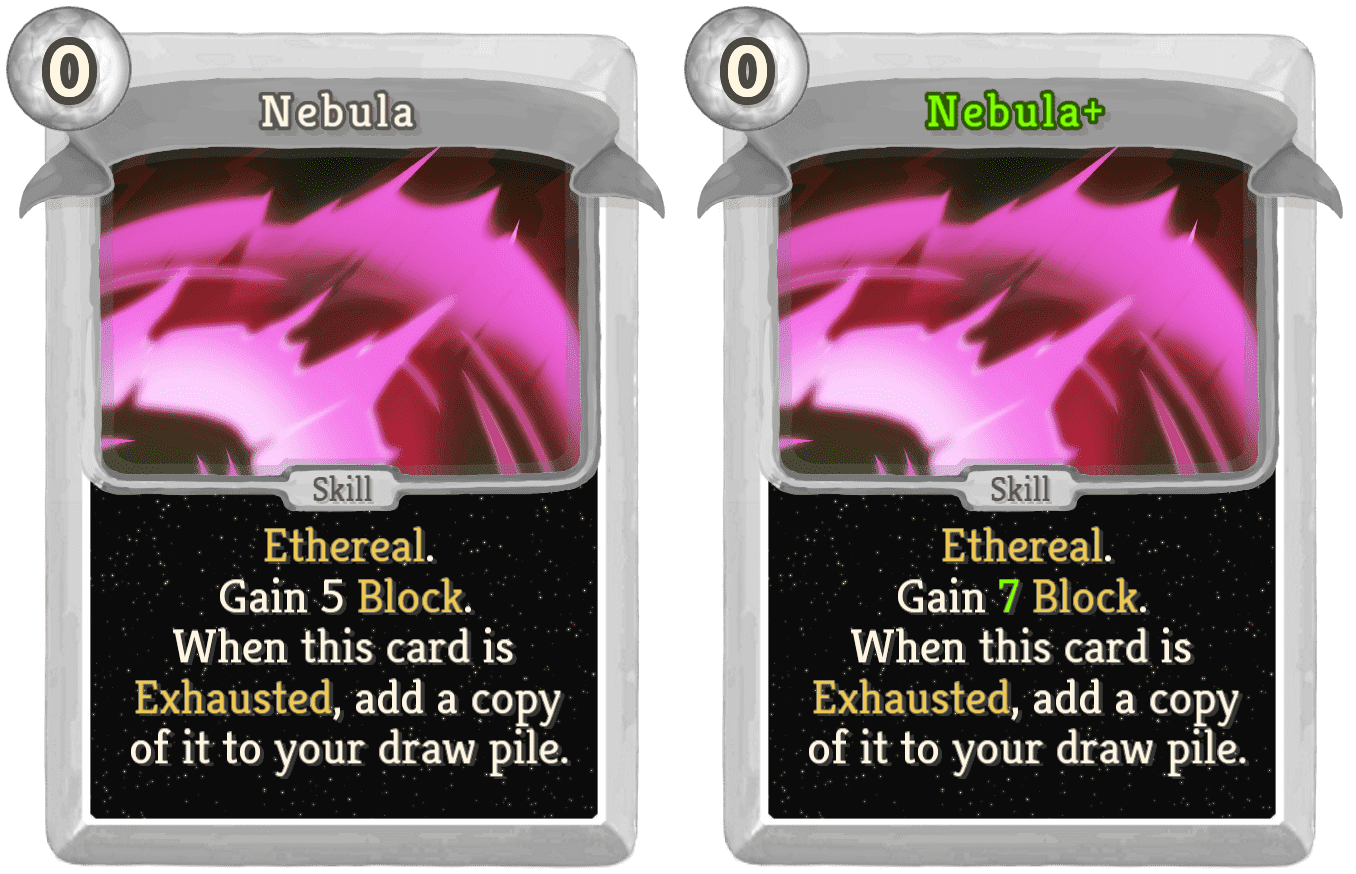 0
Nebula
Skill
Ethereal.
Gain 5 Block.
When this card is
Exhausted, add a copy
of it to your draw pile.
0
Nebula+
Skill
Ethereal.
Gain 7 Block.
When this card is
Exhausted, add a copy
of it to your draw pile.